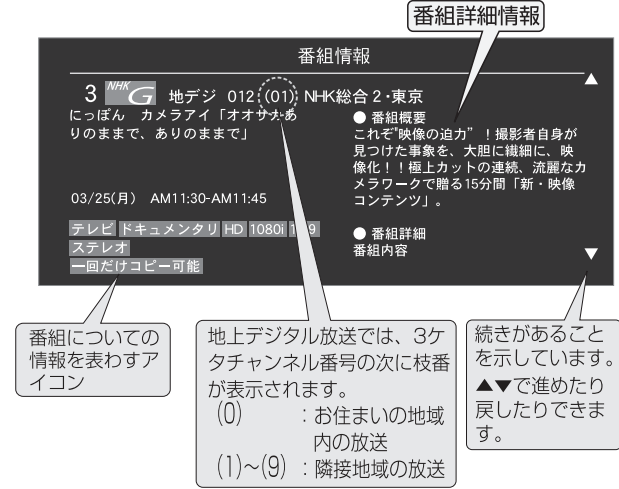 番組詳細情報
番組情報
3 NHK G 地デジ 012 (01) NHK総合2・東京
にっぽん カメラアイ「オオサ
りのままで、ありのままで」
03/25(月) AM11:30-AM11:45
テレビ ドキュメンタリ HD 1080i
ステレオ
一回だけコピー可能
● 番組概要
これぞ"映像の迫力" ！撮影者自身が
見つけた事象を、大胆に繊細に、映
像化！！極上カットの連続、流麗なカ
メラワークで贈る15分間「新・映像
コンテンツ」。
● 番組詳細
番組内容
▲
▼
番組についての
情報を表わすア
イコン
地上デジタル放送では、3ケ
タチャンネル番号の次に枝番
が表示されます。
(0) ：お住まいの地域
内の放送
(1)~(9) ：隣接地域の放送
続きがあること
を示しています。
▲▼で進めたり
戻したりできま
す。